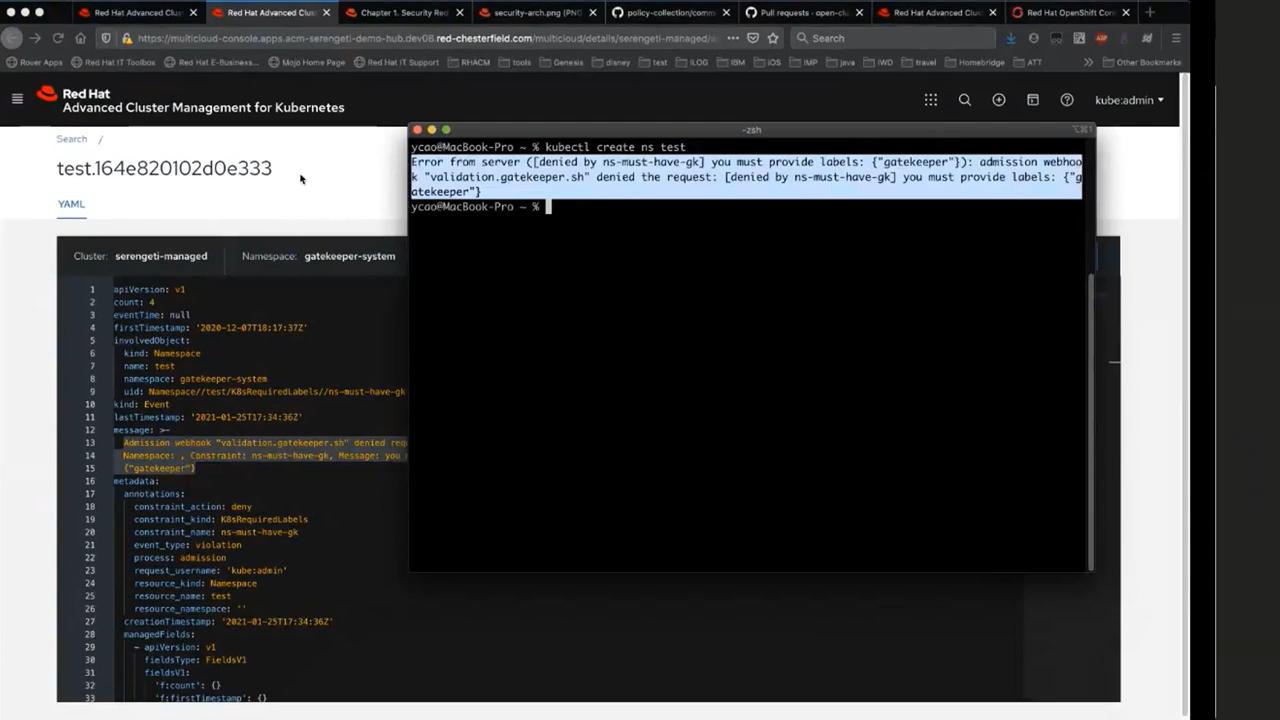 Red Hat Advanced Clus
Red Hat Advanced Clus
Chapter 1. Security Red
security-arch.png (PNG
policy-collection/comm
Pull requests · open-clu
Red Hat Advanced Clus
Red Hat OpenShift Con
https://multicloud-console.apps.acm-serengeti-demo-hub.dev08.red-chesterfield.com/multicloud/details/serengeti-managed/
Search
Rover Apps
Red Hat IT Toolbox
Red Hat E-Business...
Mojo Home Page
Red Hat IT Support
RHACM
tools
Genesis
disney
test
ILOG
IBM
iOS
IMP
java
IWD
travel
Homebridge
ATT
Other Bookmarks
Red Hat
Advanced Cluster Management for Kubernetes
kube:admin
Search /
test.164e820102d0e333
YAML
-zsh
ycao@MacBook-Pro ~ % kubectl create ns test
Error from server ([denied by ns-must-have-gk] you must provide labels: {"gatekeeper"}): admission webhoo
k "validation.gatekeeper.sh" denied the request: [denied by ns-must-have-gk] you must provide labels: {"g
atekeeper"}
ycao@MacBook-Pro ~ %
Cluster: serengeti-managed
Namespace: gatekeeper-system
1 apiVersion: v1
2 count: 4
3 eventTime: null
4 firstTimestamp: '2020-12-07T18:17:37Z'
5 involvedObject:
6 kind: Namespace
7 name: test
8 namespace: gatekeeper-system
9 uid: Namespace//test/K8sRequiredLabels//ns-must-have-gk
10 kind: Event
11 lastTimestamp: '2021-01-25T17:34:36Z'
12 message: >-
13 Admission webhook "validation.gatekeeper.sh" denied req
14 Namespace: , Constraint: ns-must-have-gk, Message: you
15 {"gatekeeper"}
16 metadata:
17 annotations:
18 constraint_action: deny
19 constraint_kind: K8sRequiredLabels
20 constraint_name: ns-must-have-gk
21 event_type: violation
22 process: admission
23 request_username: 'kube:admin'
24 resource_kind: Namespace
25 resource_name: test
26 resource_namespace: ''
27 creationTimestamp: '2021-01-25T17:34:36Z'
28 managedFields:
29 - apiVersion: v1
30 fieldsType: FieldsV1
31 fieldsV1:
32 'f:count': {}
33 'f:firstTimestamp': {}